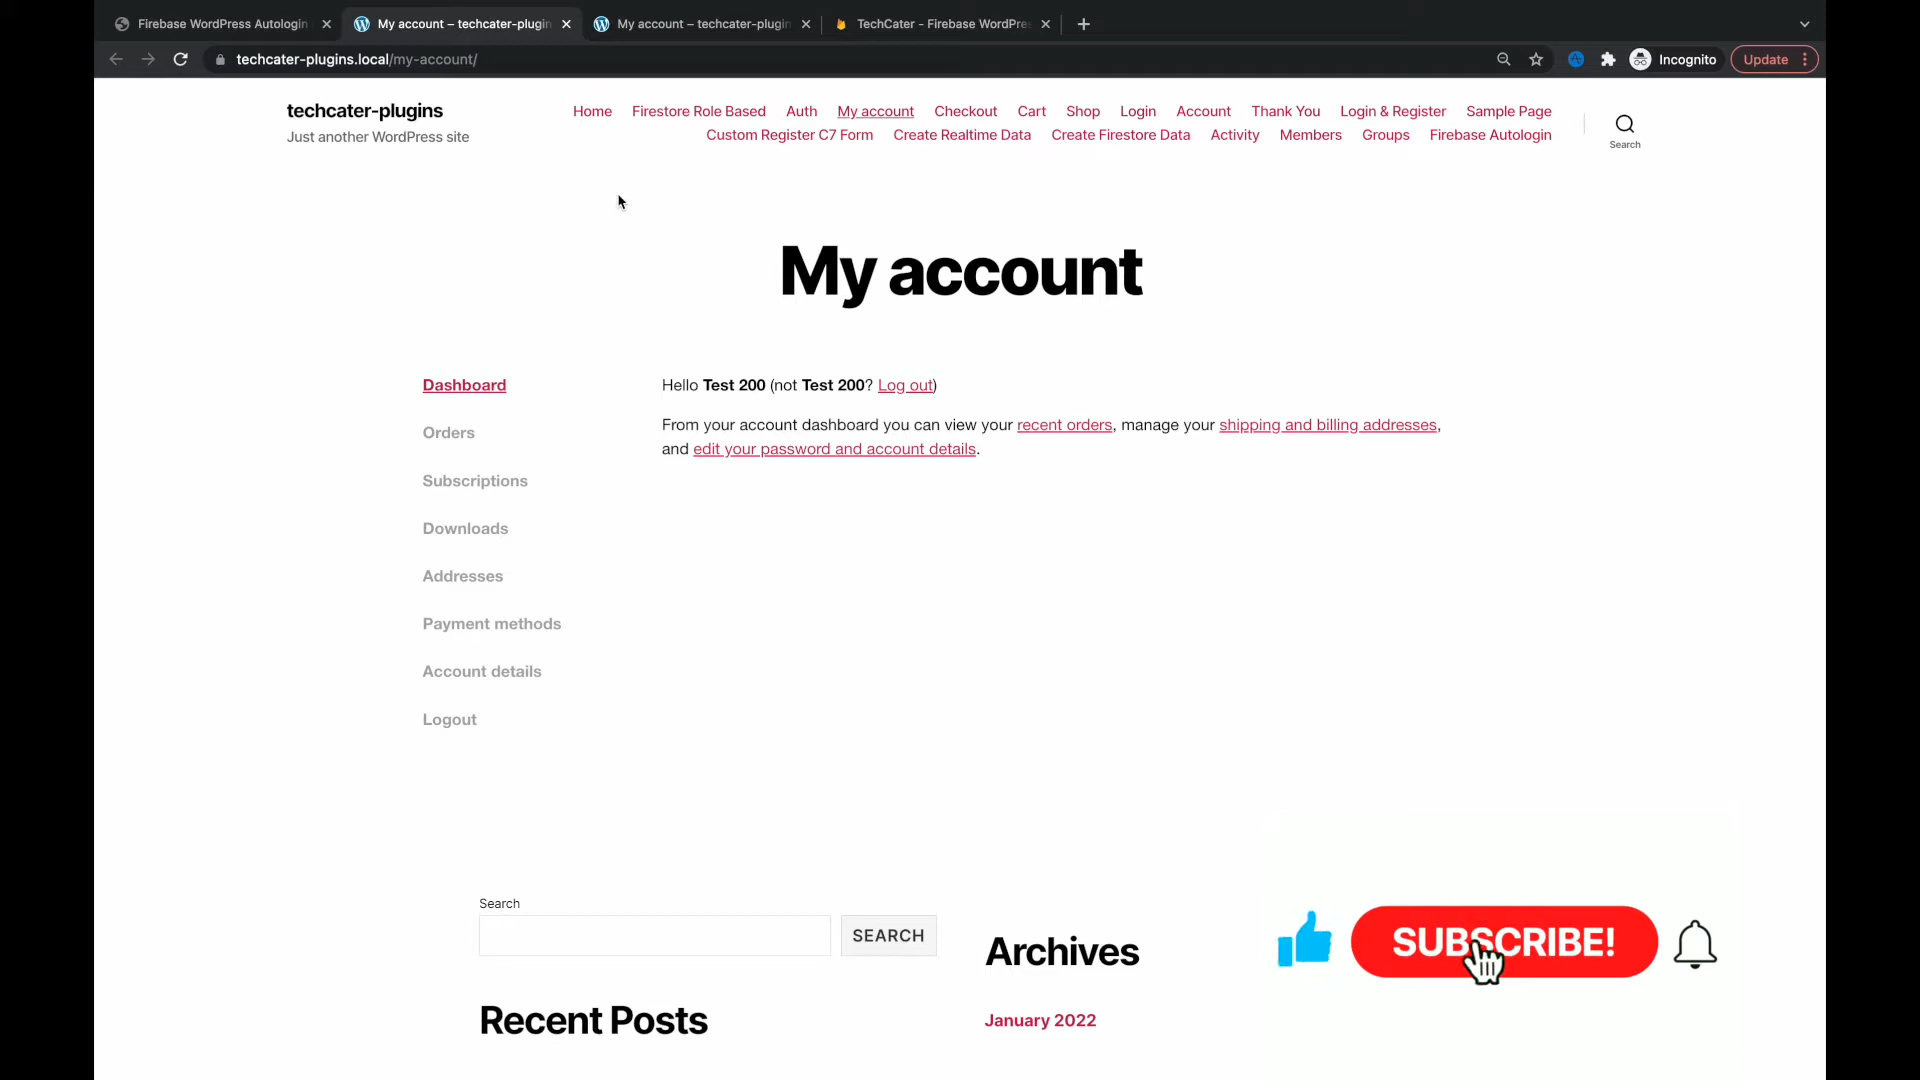 Firebase WordPress Autologin
My account – techcater-plugin
My account – techcater-plugin
TechCater - Firebase WordPre
techcater-plugins.local/my-account/
Incognito
Update
techcater-plugins
Just another WordPress site
Home Firestore Role Based Auth My account Checkout Cart Shop Login Account Thank You Login & Register Sample Page
Custom Register C7 Form Create Realtime Data Create Firestore Data Activity Members Groups Firebase Autologin
Search
My account
Dashboard
Orders
Subscriptions
Downloads
Addresses
Payment methods
Account details
Logout
Hello Test 200 (not Test 200? Log out)
From your account dashboard you can view your recent orders, manage your shipping and billing addresses,
and edit your password and account details.
Search
SEARCH
Recent Posts
Archives
January 2022
SUBSCRIBE!